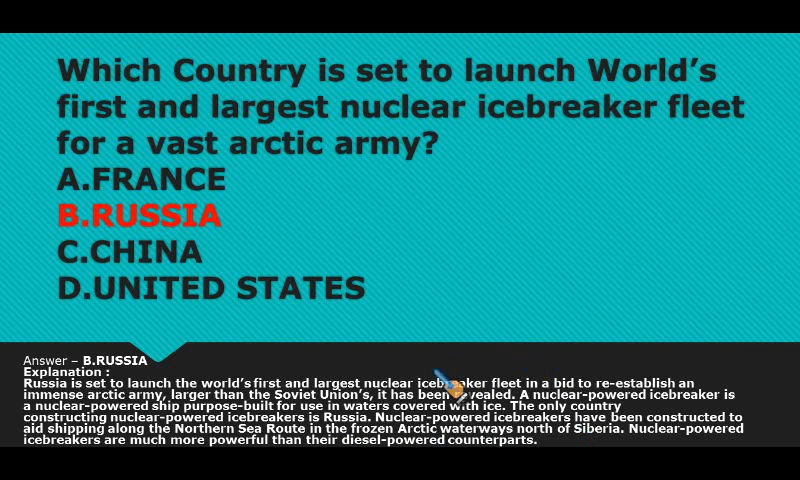 Which Country is set to launch World’s
first and largest nuclear icebreaker fleet
for a vast arctic army?
A.FRANCE
B.RUSSIA
C.CHINA
D.UNITED STATES
Answer – B.RUSSIA
Explanation :
Russia is set to launch the world’s first and largest nuclear icebreaker fleet in a bid to re-establish an
immense arctic army, larger than the Soviet Union’s, it has been revealed. A nuclear-powered icebreaker is
a nuclear-powered ship purpose-built for use in waters covered with ice. The only country
constructing nuclear-powered icebreakers is Russia. Nuclear-powered icebreakers have been constructed to
aid shipping along the Northern Sea Route in the frozen Arctic waterways north of Siberia. Nuclear-powered
icebreakers are much more powerful than their diesel-powered counterparts.